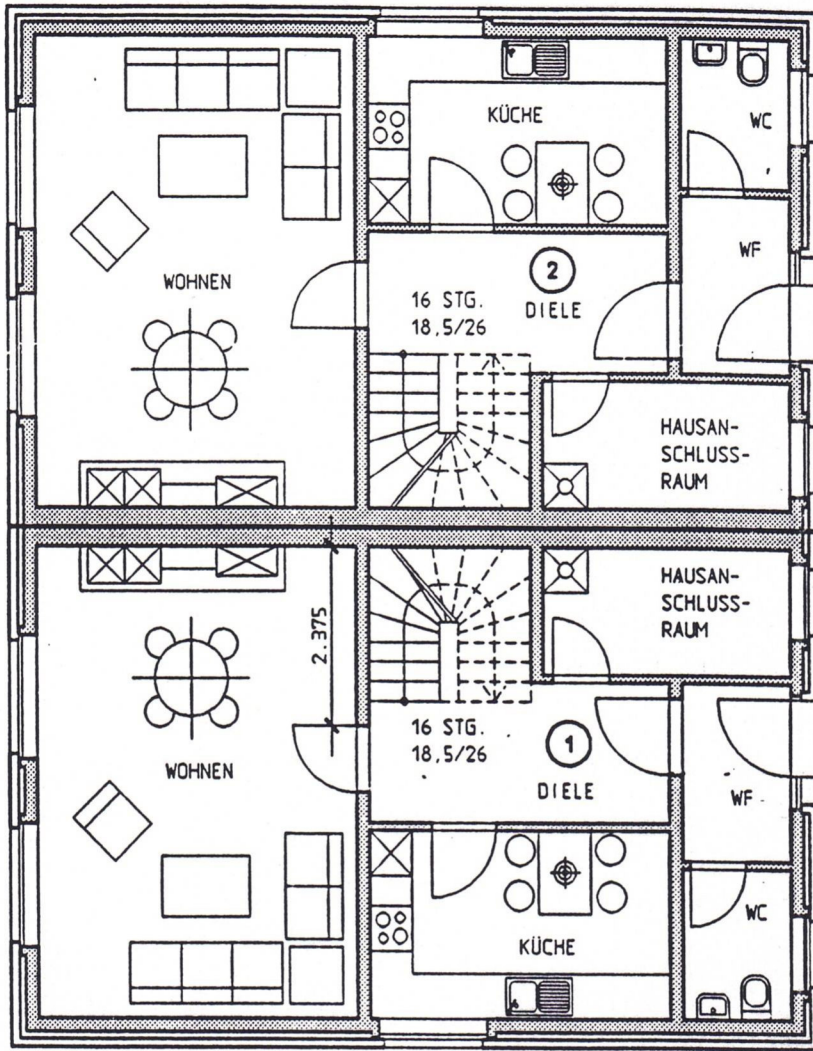 KÜCHE
WC
WF
WOHNEN
2
16 STG.
18,5/26
DIELE
HAUSAN-
SCHLUSS-
RAUM
HAUSAN-
SCHLUSS-
RAUM
2.375
16 STG.
18,5/26
1
DIELE
WOHNEN
WF
WC
KÜCHE